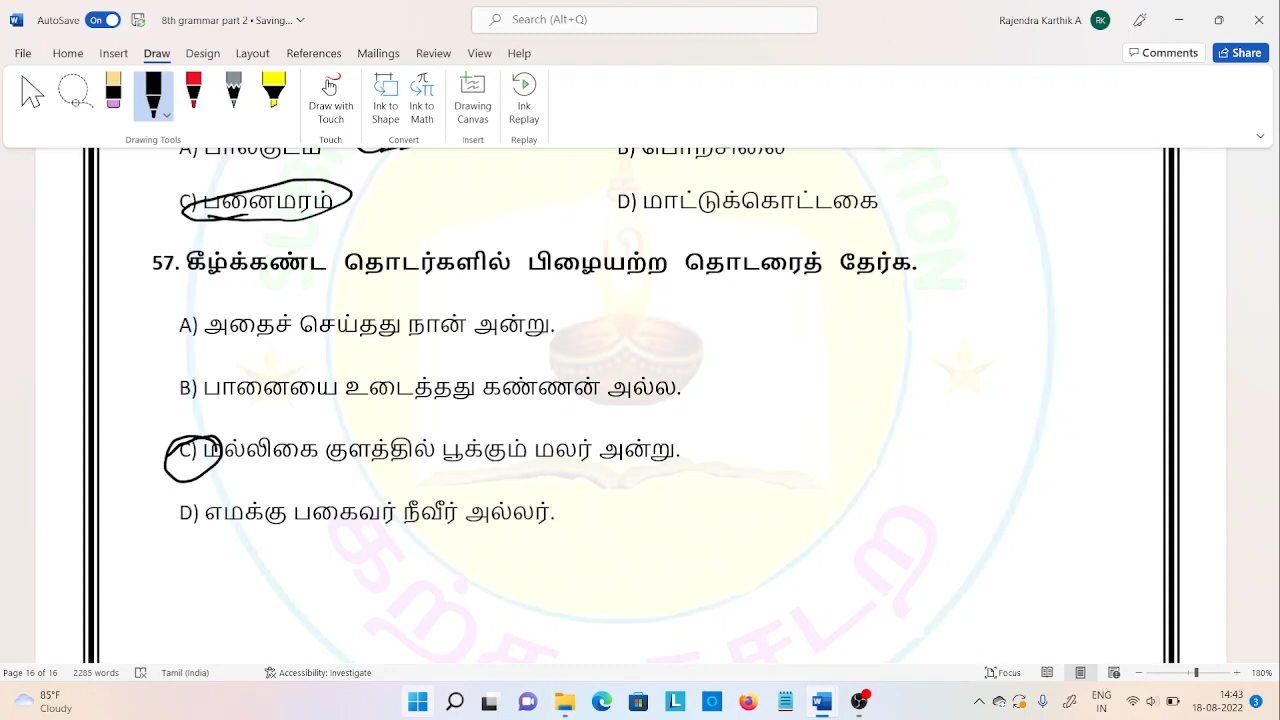 AutoSave On 8th grammar part 2 • Saving... Search (Alt+Q) Rajendra Karthik A RK
File Home Insert Draw Design Layout References Mailings Review View Help Comments Share
Draw with Touch Ink to Shape Ink to Math Drawing Canvas Ink Replay
Drawing Tools Touch Convert Insert Replay
A) பால்குடம் B) பொற்சிலை
C) பனைமரம் D) மாட்டுக்கொட்டகை
57. கீழ்க்கண்ட தொடர்களில் பிழையற்ற தொடரைத் தேர்க.
A) அதைச் செய்தது நான் அன்று.
B) பானையை உடைத்தது கண்ணன் அல்ல.
C) மல்லிகை குளத்தில் பூக்கும் மலர் அன்று.
D) எமக்கு பகைவர் நீவீர் அல்லர்.
Page 16 of 16 2285 words Tamil (India) Accessibility: Investigate Focus 180%
85°F ENG 14:43
Smoky IN 18-08-2022 3